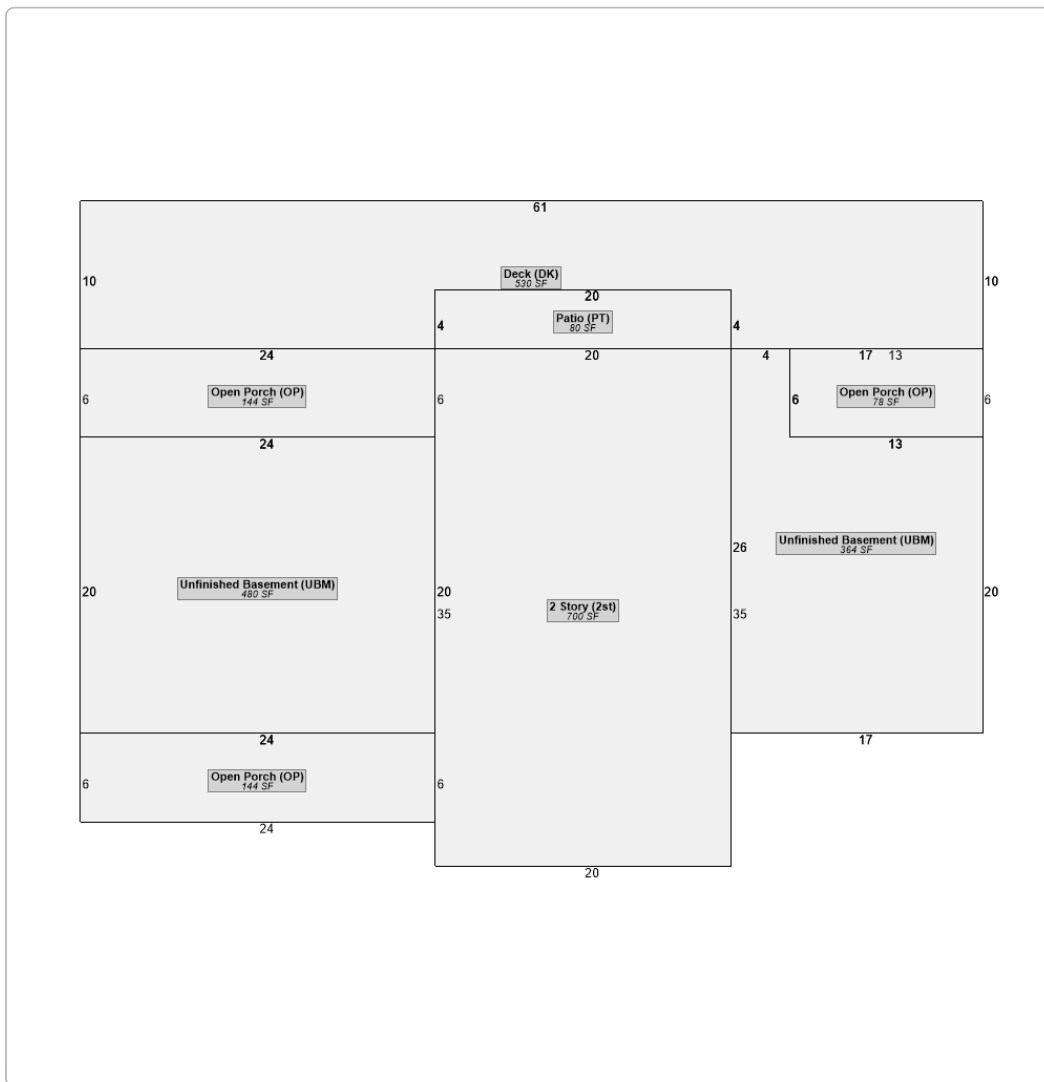 61
10
Deck (DK)
530 SF
10
20
4
Patio (PT)
80 SF
4
24
20
4
17 13
6
Open Porch (OP)
144 SF
6
6
Open Porch (OP)
78 SF
6
24
13
26
Unfinished Basement (UBM)
364 SF
20
Unfinished Basement (UBM)
480 SF
20
35
2 Story (2st)
700 SF
35
20
24
17
6
Open Porch (OP)
144 SF
6
24
20